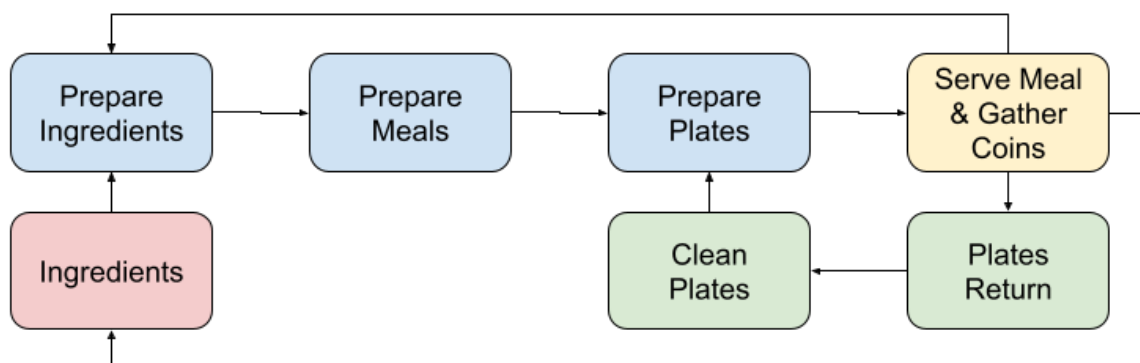 Prepare
Ingredients
Prepare
Meals
Prepare
Plates
Serve Meal
& Gather
Coins
Ingredients
Clean
Plates
Plates
Return